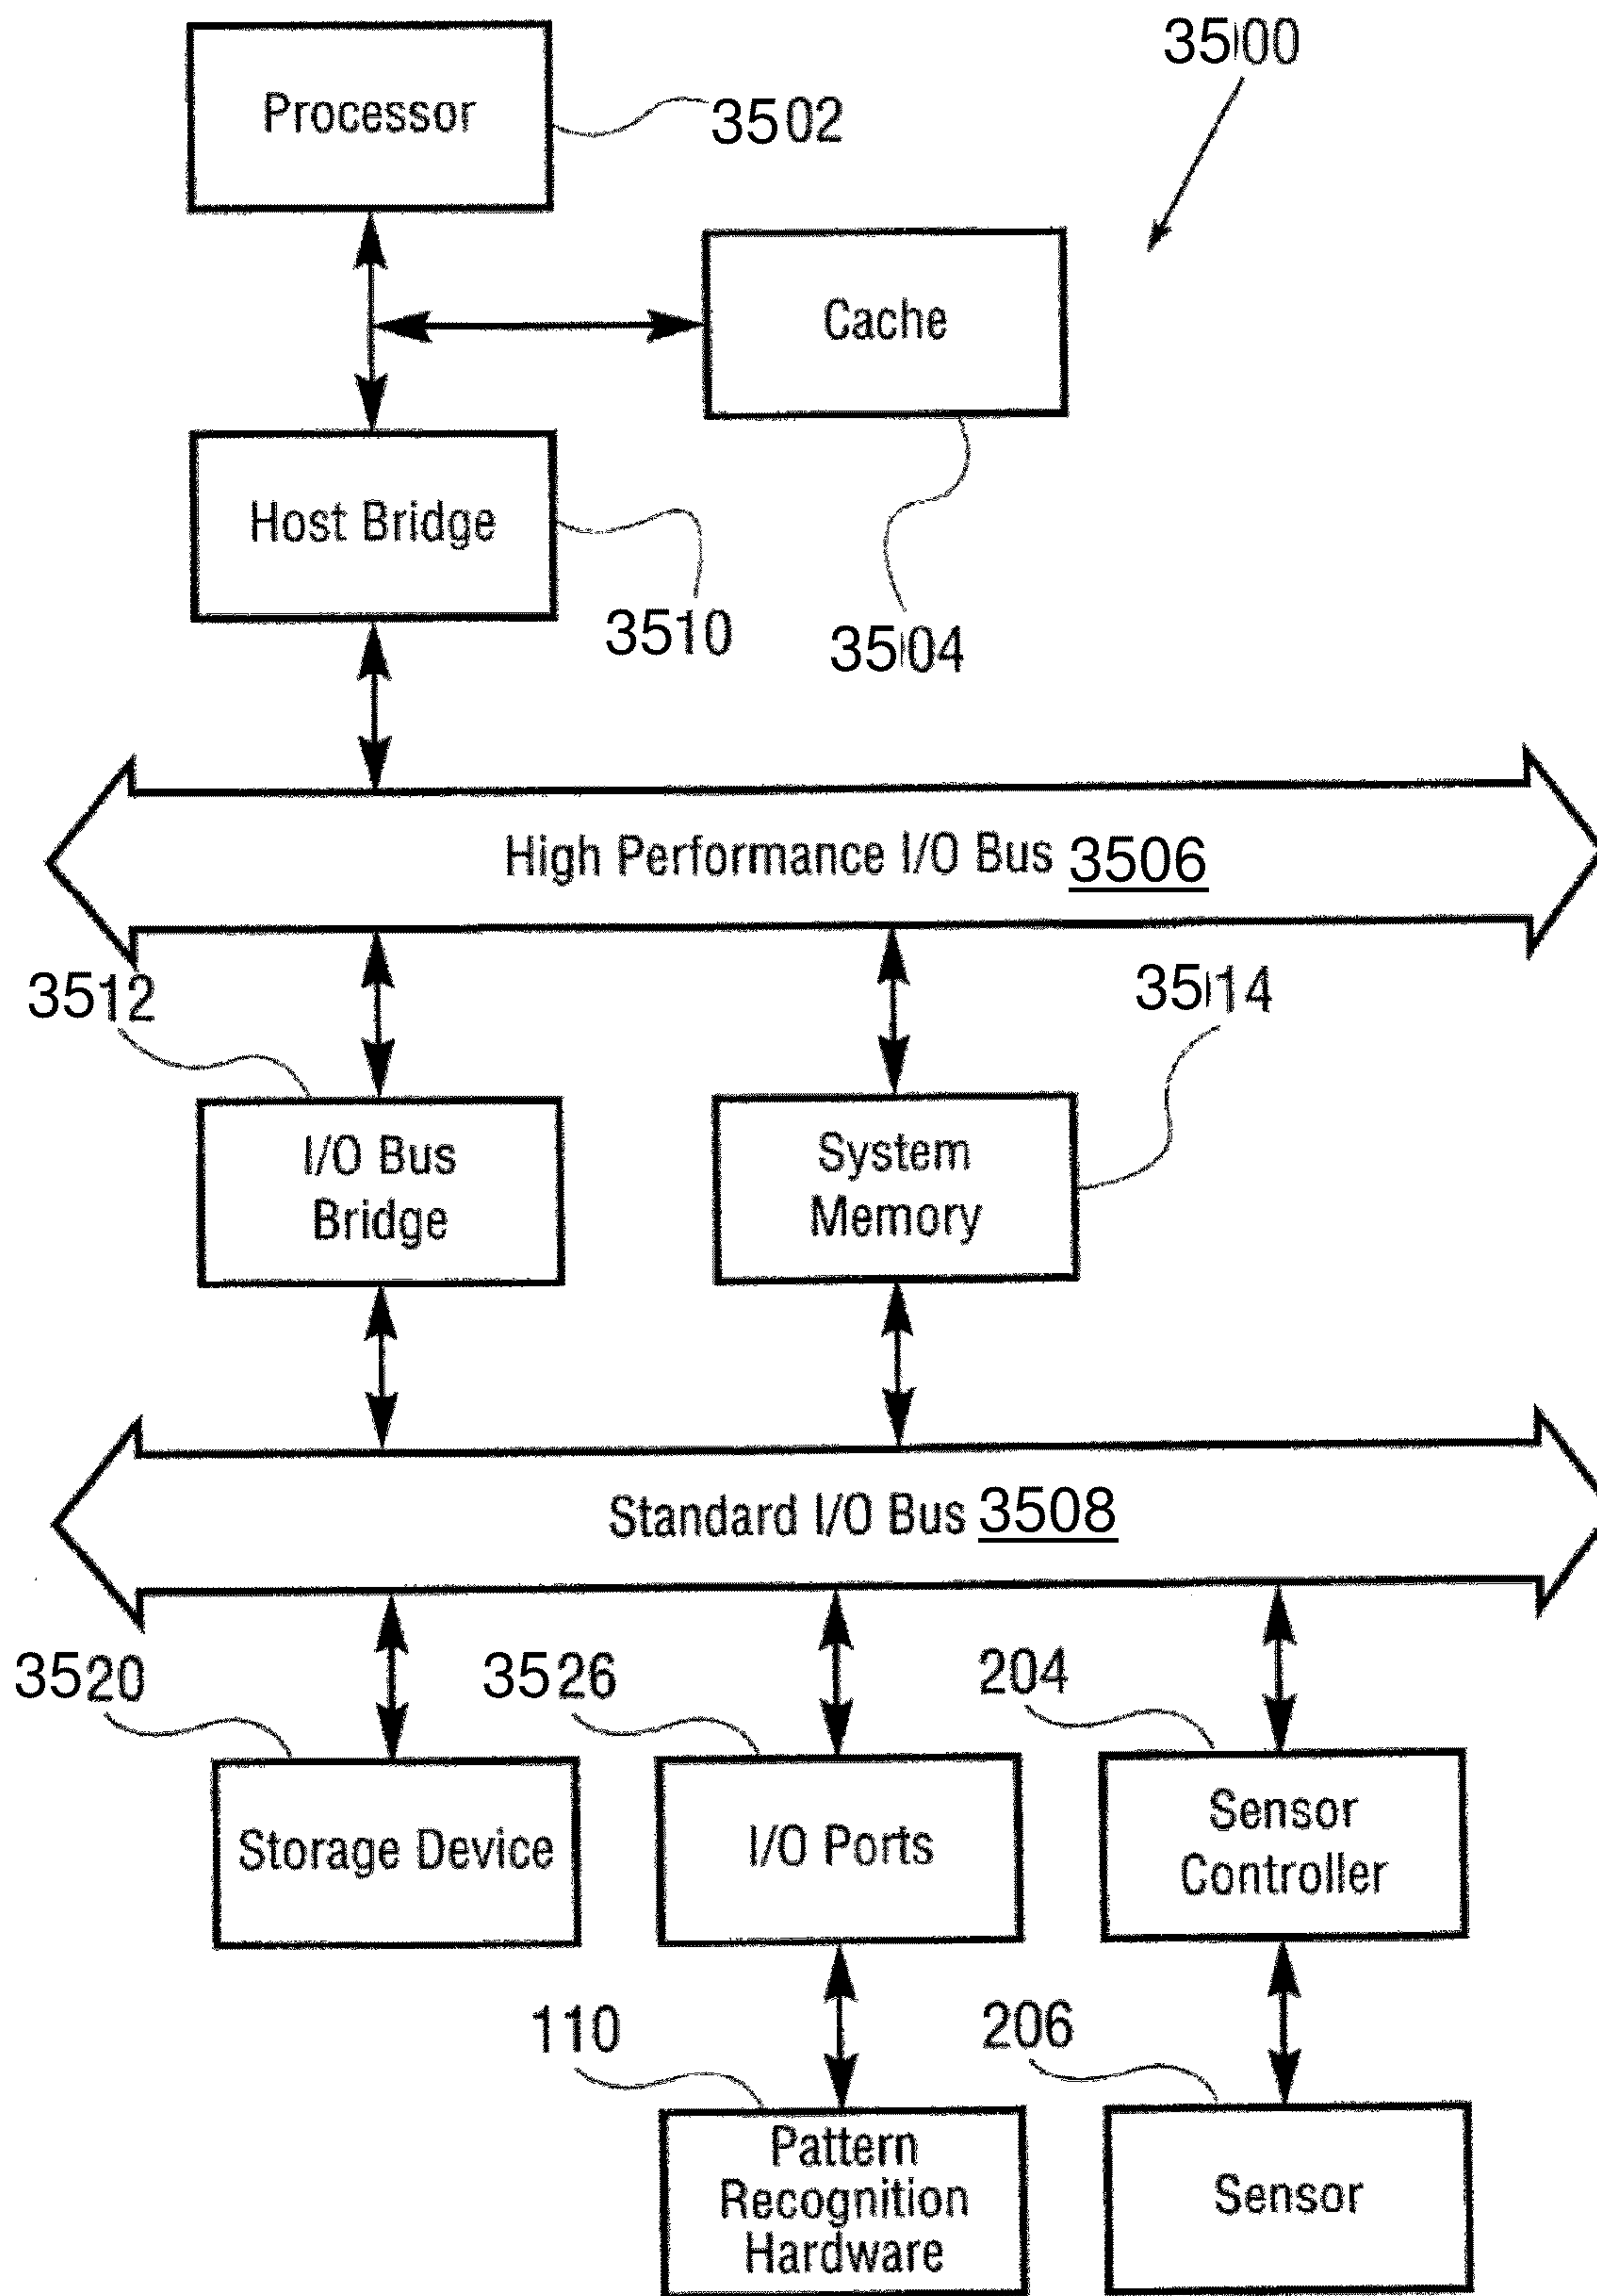 3500
Processor
3502
Cache
Host Bridge
3510
3504
High Performance I/O Bus 3506
3512
3514
I/O Bus
Bridge
System
Memory
Standard I/O Bus 3508
3520
3526
204
Storage Device
I/O Ports
Sensor
Controller
110
206
Pattern
Recognition
Hardware
Sensor